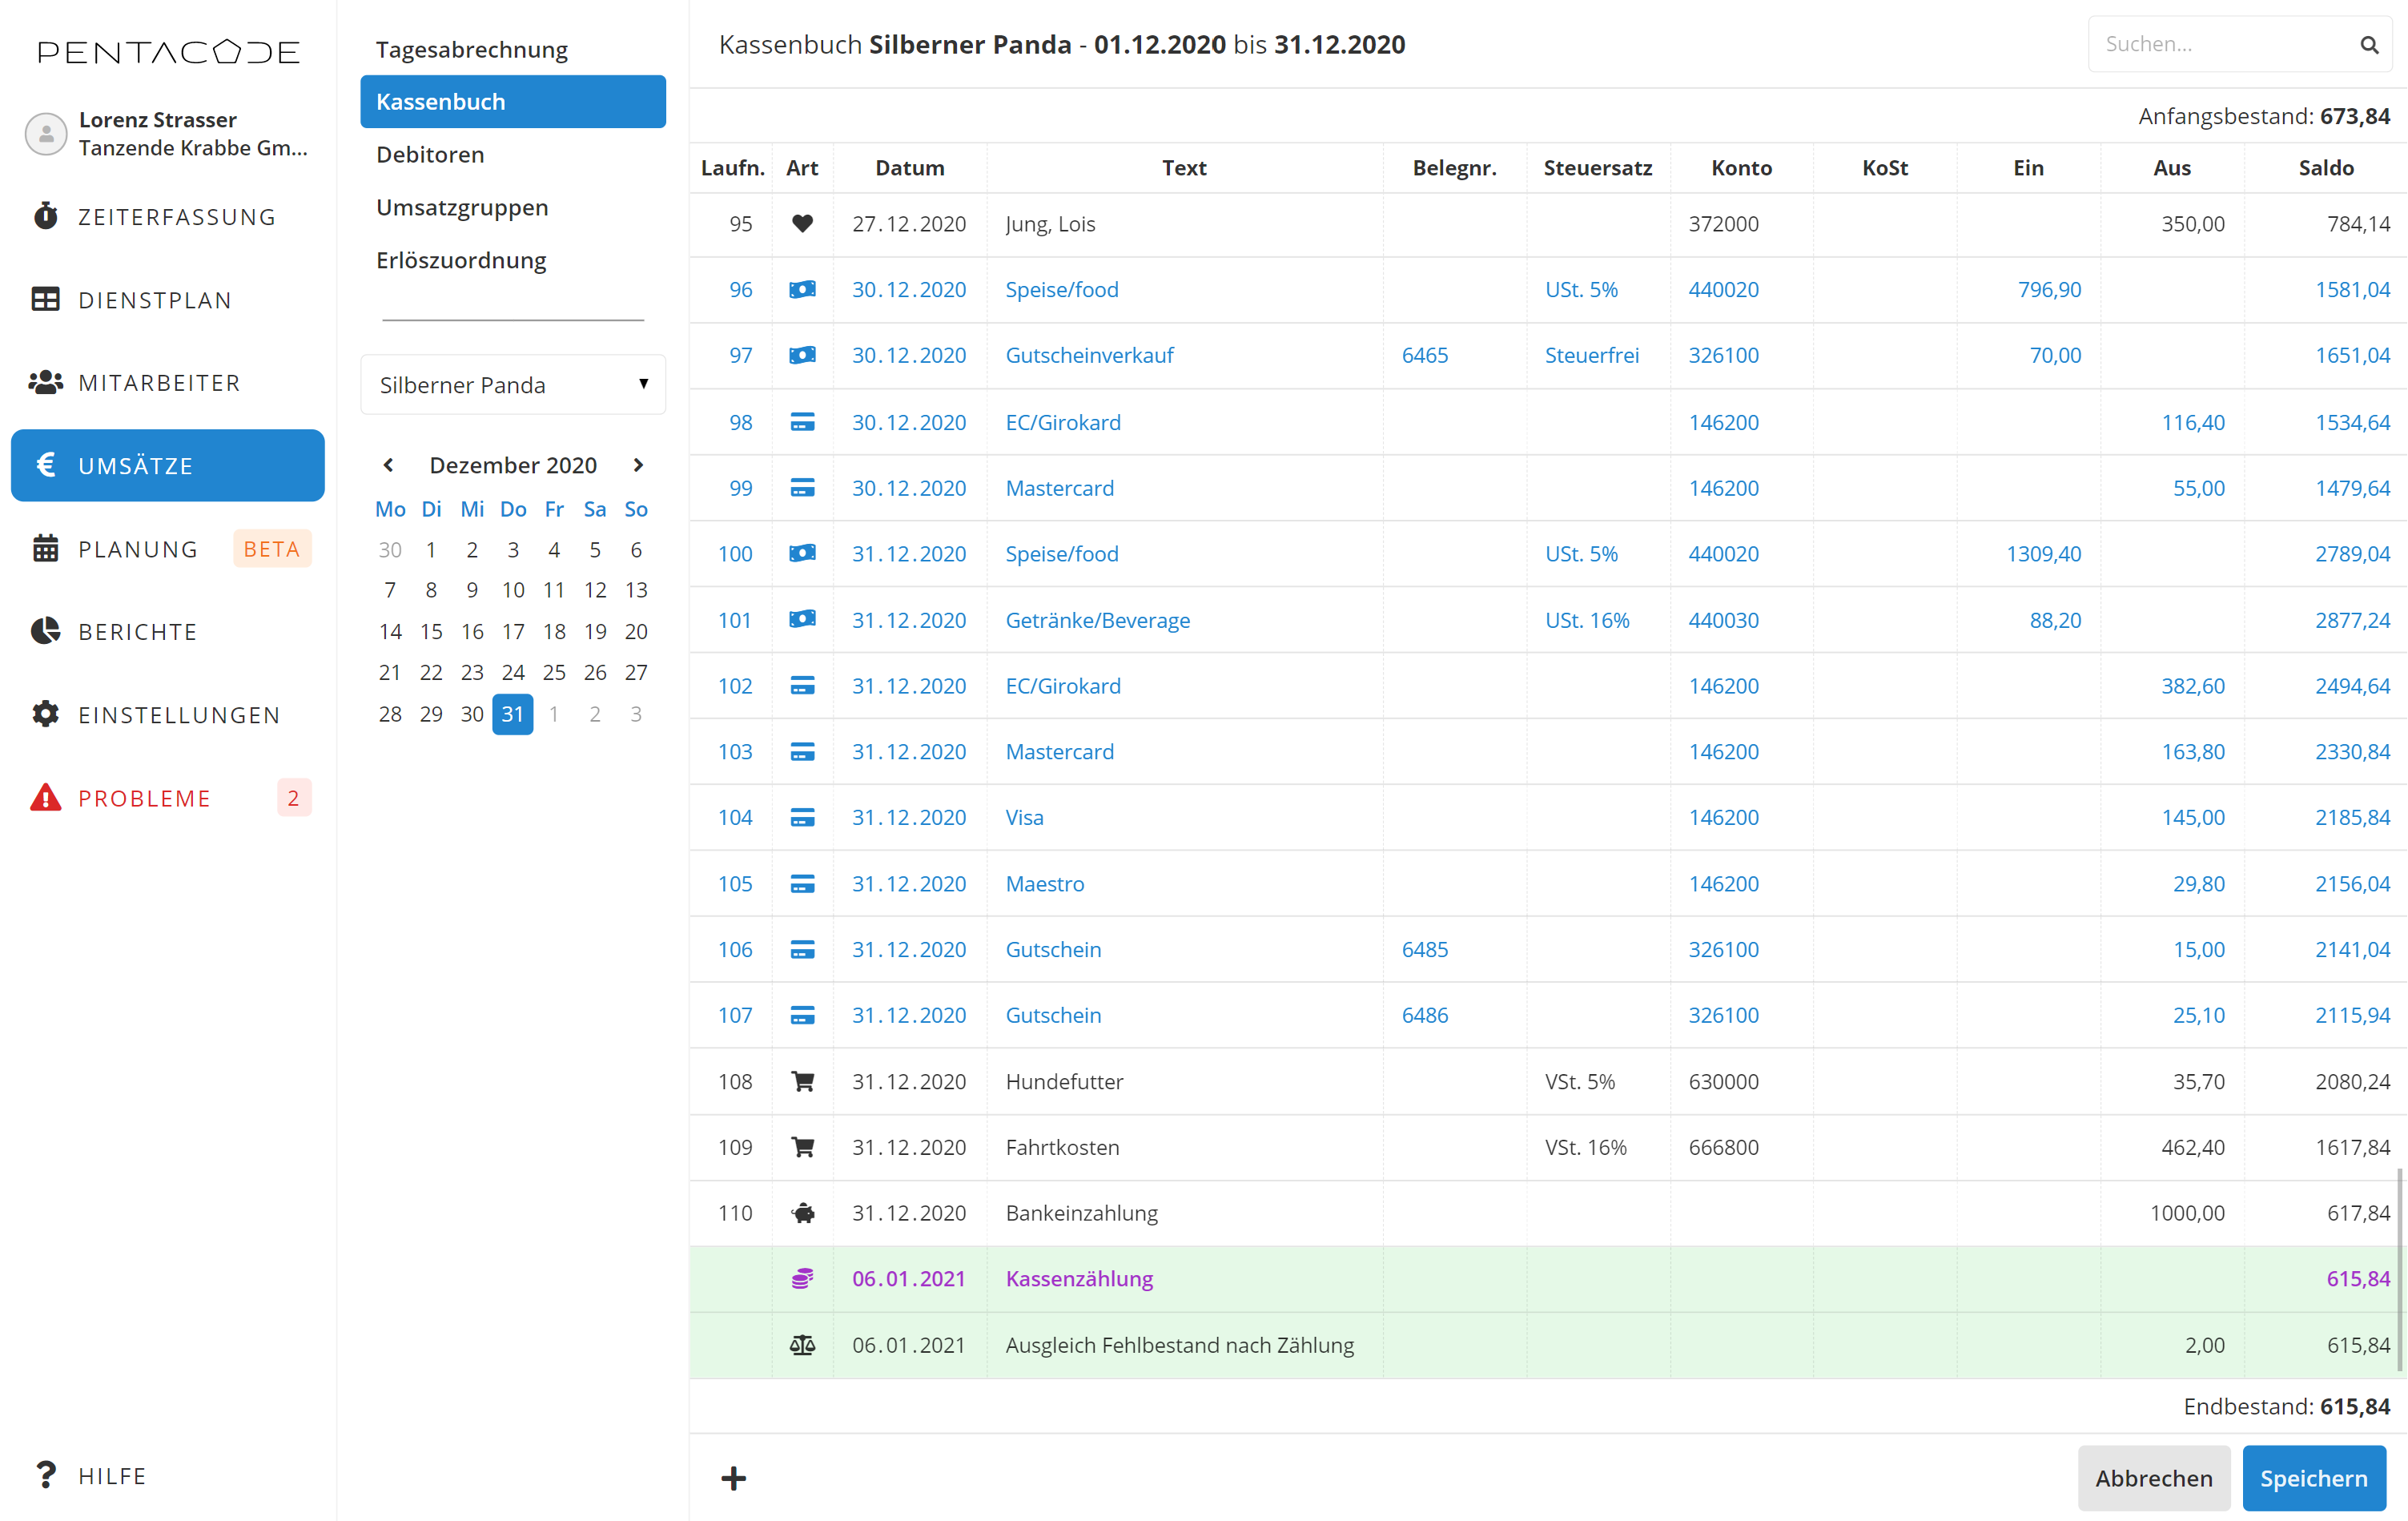 PENTACODE
Lorenz Strasser
Tanzende Krabbe Gm...
ZEITERFASSUNG
DIENSTPLAN
MITARBEITER
€ UMSÄTZE
PLANUNG BETA
BERICHTE
EINSTELLUNGEN
PROBLEME 2
? HILFE
Tagesabrechnung
Kassenbuch
Debitoren
Umsatzgruppen
Erlöszuordnung
Silberner Panda
Dezember 2020
Mo Di Mi Do Fr Sa So
30 1 2 3 4 5 6
7 8 9 10 11 12 13
14 15 16 17 18 19 20
21 22 23 24 25 26 27
28 29 30 31 1 2 3
Kassenbuch Silberner Panda - 01.12.2020 bis 31.12.2020
Suchen...
Anfangsbestand: 673,84
Laufn. Art Datum Text Belegnr. Steuersatz Konto KoSt Ein Aus Saldo
95 27.12.2020 Jung, Lois 372000 350,00 784,14
96 30.12.2020 Speise/food USt. 5% 440020 796,90 1581,04
97 30.12.2020 Gutscheinverkauf 6465 Steuerfrei 326100 70,00 1651,04
98 30.12.2020 EC/Girokard 146200 116,40 1534,64
99 30.12.2020 Mastercard 146200 55,00 1479,64
100 31.12.2020 Speise/food USt. 5% 440020 1309,40 2789,04
101 31.12.2020 Getränke/Beverage USt. 16% 440030 88,20 2877,24
102 31.12.2020 EC/Girokard 146200 382,60 2494,64
103 31.12.2020 Mastercard 146200 163,80 2330,84
104 31.12.2020 Visa 146200 145,00 2185,84
105 31.12.2020 Maestro 146200 29,80 2156,04
106 31.12.2020 Gutschein 6485 326100 15,00 2141,04
107 31.12.2020 Gutschein 6486 326100 25,10 2115,94
108 31.12.2020 Hundefutter VSt. 5% 630000 35,70 2080,24
109 31.12.2020 Fahrtkosten VSt. 16% 666800 462,40 1617,84
110 31.12.2020 Bankeinzahlung 1000,00 617,84
06.01.2021 Kassenzählung 615,84
06.01.2021 Ausgleich Fehlbestand nach Zählung 2,00 615,84
Endbestand: 615,84
Abbrechen Speichern